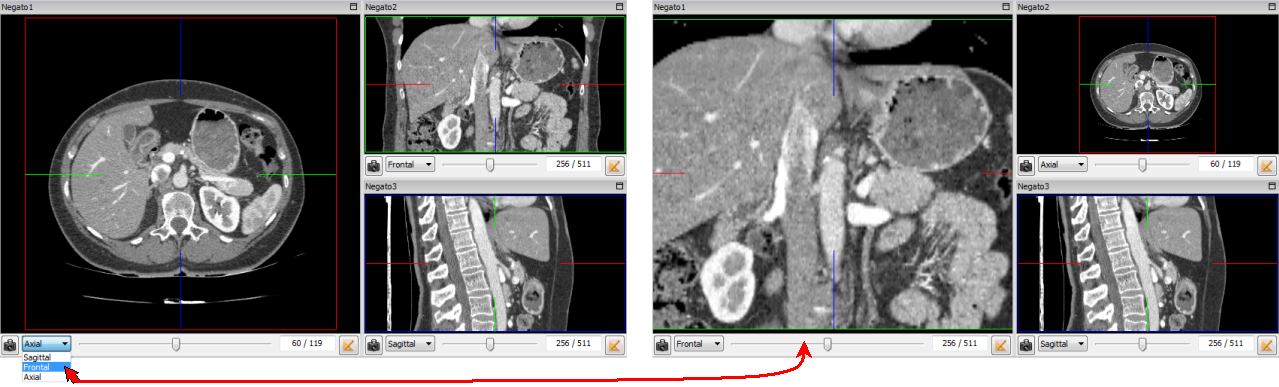 Negato1
Negato2
Frontal
256 / 511
Negato3
Axial
60 / 119
Sagittal
256 / 511
Sagittal
Frontal
Axial
Negato1
Negato2
Axial
60 / 119
Negato3
Frontal
256 / 511
Sagittal
256 / 511